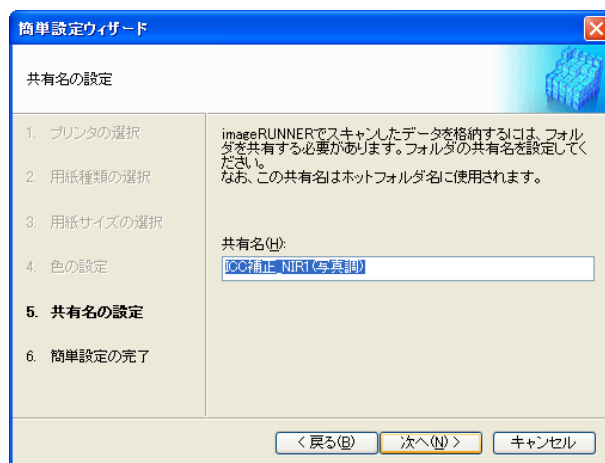 簡単設定ウィザード
共有名の設定
1. プリンタの選択
2. 用紙種類の選択
3. 用紙サイズの選択
4. 色の設定
5. 共有名の設定
6. 簡単設定の完了
imageRUNNERでスキャンしたデータを格納するには、フォル
ダを共有する必要があります。フォルダの共有名を設定してく
ださい。
なお、この共有名はホットフォルダ名に使用されます。
共有名(H):
ICC補正_NIR1(写真調)
< 戻る(B)
次へ(N) >
キャンセル